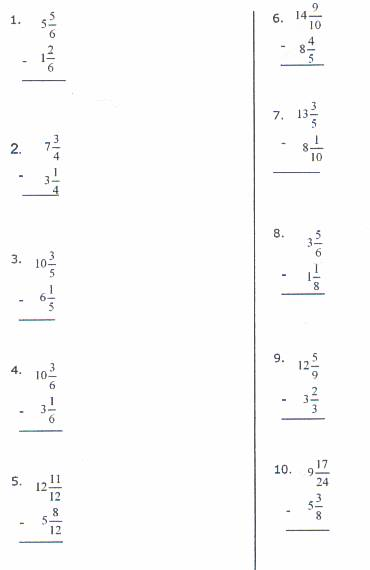 1. 5 5/6
- 1 2/6
2. 7 3/4
- 3 1/4
3. 10 3/5
- 6 1/5
4. 10 3/6
- 3 1/6
5. 12 11/12
- 5 8/12
6. 14 9/10
- 8 4/5
7. 13 3/5
- 8 1/10
8. 3 5/6
- 1 1/8
9. 12 5/9
- 3 2/3
10. 9 17/24
- 5 3/8